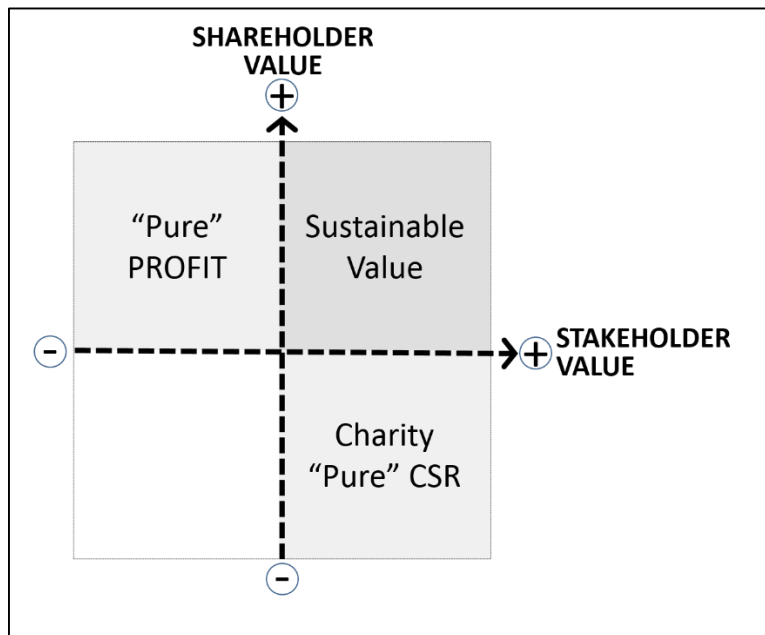 SHAREHOLDER
VALUE
+
“Pure”
PROFIT
Sustainable
Value
-
+
STAKEHOLDER
VALUE
Charity
“Pure” CSR
-